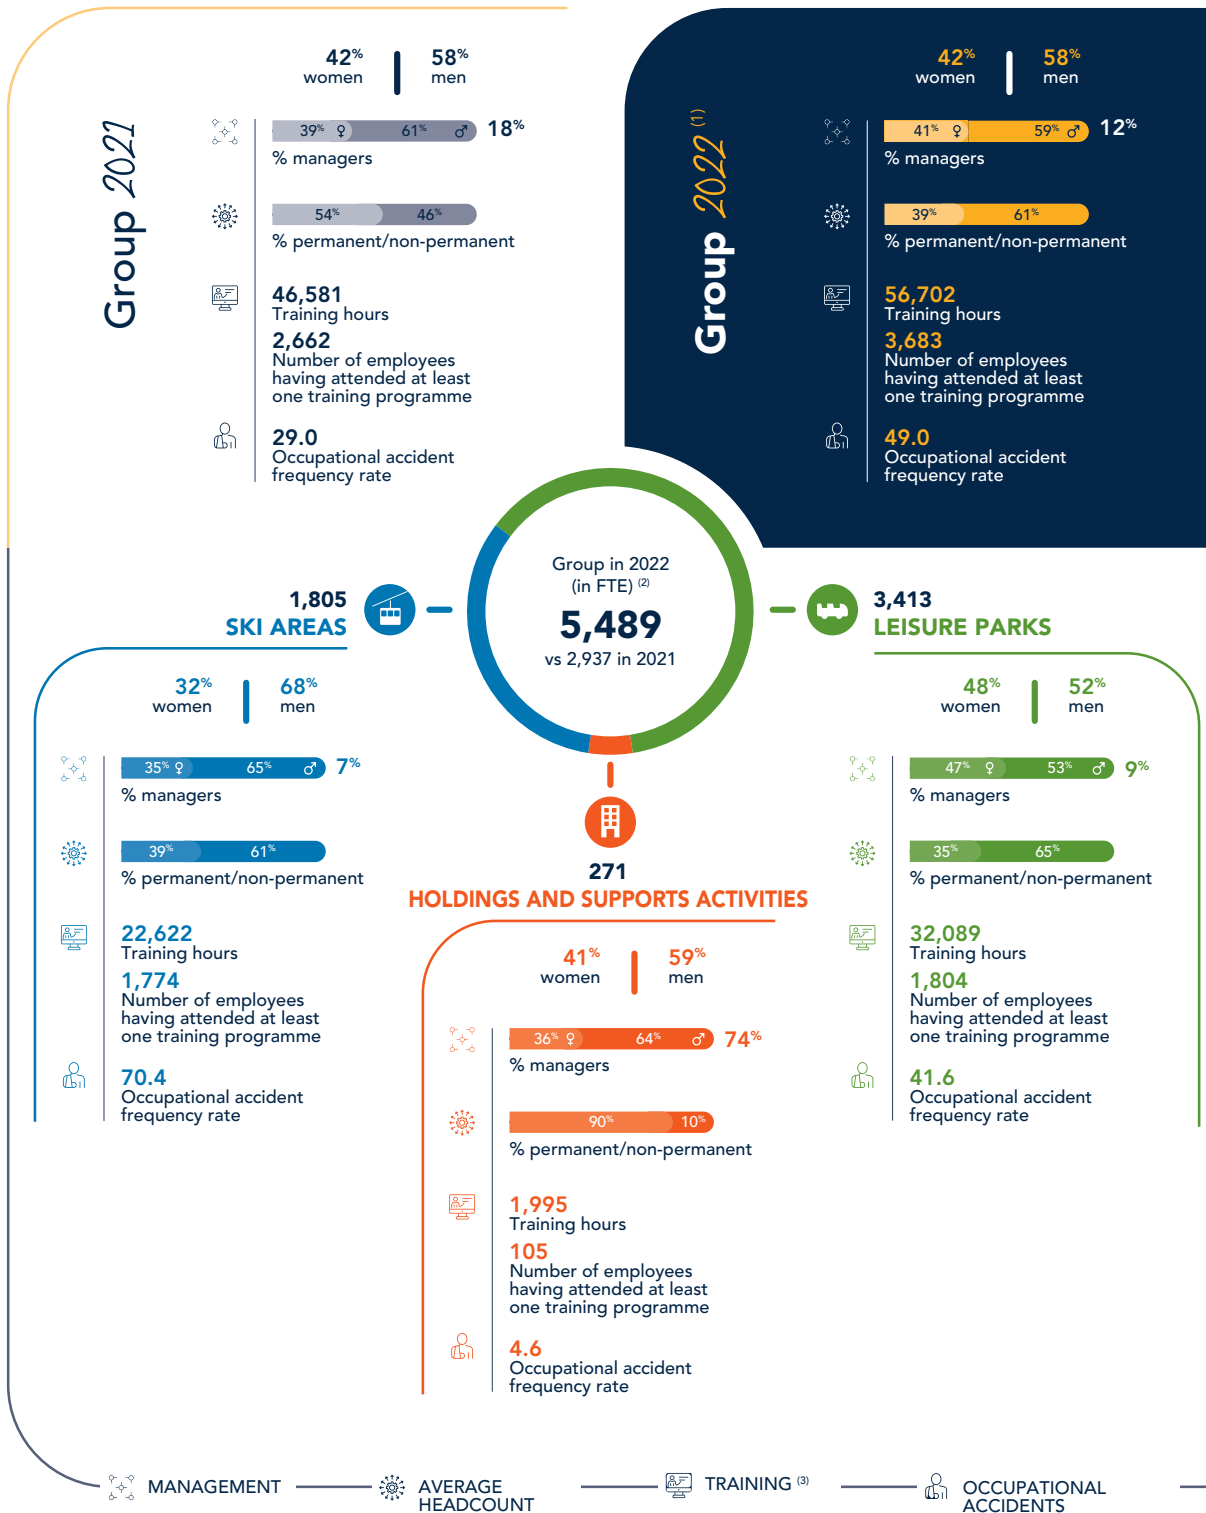 Group 2021
42% women
58% men
39% ♀ 61% ♂ 18%
% managers
54% 46%
% permanent/non-permanent
46,581
Training hours
2,662
Number of employees
having attended at least
one training programme
29.0
Occupational accident
frequency rate
Group 2022 (1)
42% women
58% men
41% ♀ 59% ♂ 12%
% managers
39% 61%
% permanent/non-permanent
56,702
Training hours
3,683
Number of employees
having attended at least
one training programme
49.0
Occupational accident
frequency rate
Group in 2022
(in FTE) (2)
5,489
vs 2,937 in 2021
1,805
SKI AREAS
32% women
68% men
35% ♀ 65% ♂ 7%
% managers
39% 61%
% permanent/non-permanent
22,622
Training hours
1,774
Number of employees
having attended at least
one training programme
70.4
Occupational accident
frequency rate
271
HOLDINGS AND SUPPORTS ACTIVITIES
41% women
59% men
36% ♀ 64% ♂ 74%
% managers
90% 10%
% permanent/non-permanent
1,995
Training hours
105
Number of employees
having attended at least
one training programme
4.6
Occupational accident
frequency rate
3,413
LEISURE PARKS
48% women
52% men
47% ♀ 53% ♂ 9%
% managers
35% 65%
% permanent/non-permanent
32,089
Training hours
1,804
Number of employees
having attended at least
one training programme
41.6
Occupational accident
frequency rate
MANAGEMENT
AVERAGE
HEADCOUNT
TRAINING (3)
OCCUPATIONAL
ACCIDENTS